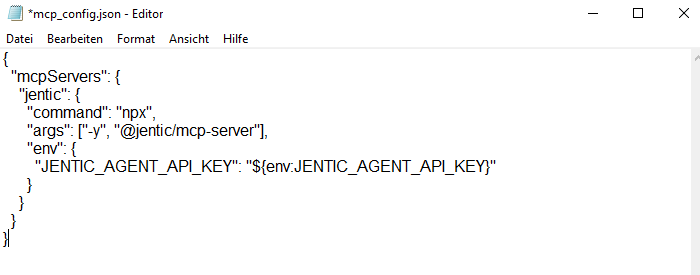 *mcp_config.json - Editor
Datei Bearbeiten Format Ansicht Hilfe
{
  "mcpServers": {
    "jentic": {
      "command": "npx",
      "args": ["-y", "@jentic/mcp-server"],
      "env": {
        "JENTIC_AGENT_API_KEY": "${env:JENTIC_AGENT_API_KEY}"
      }
    }
  }
}